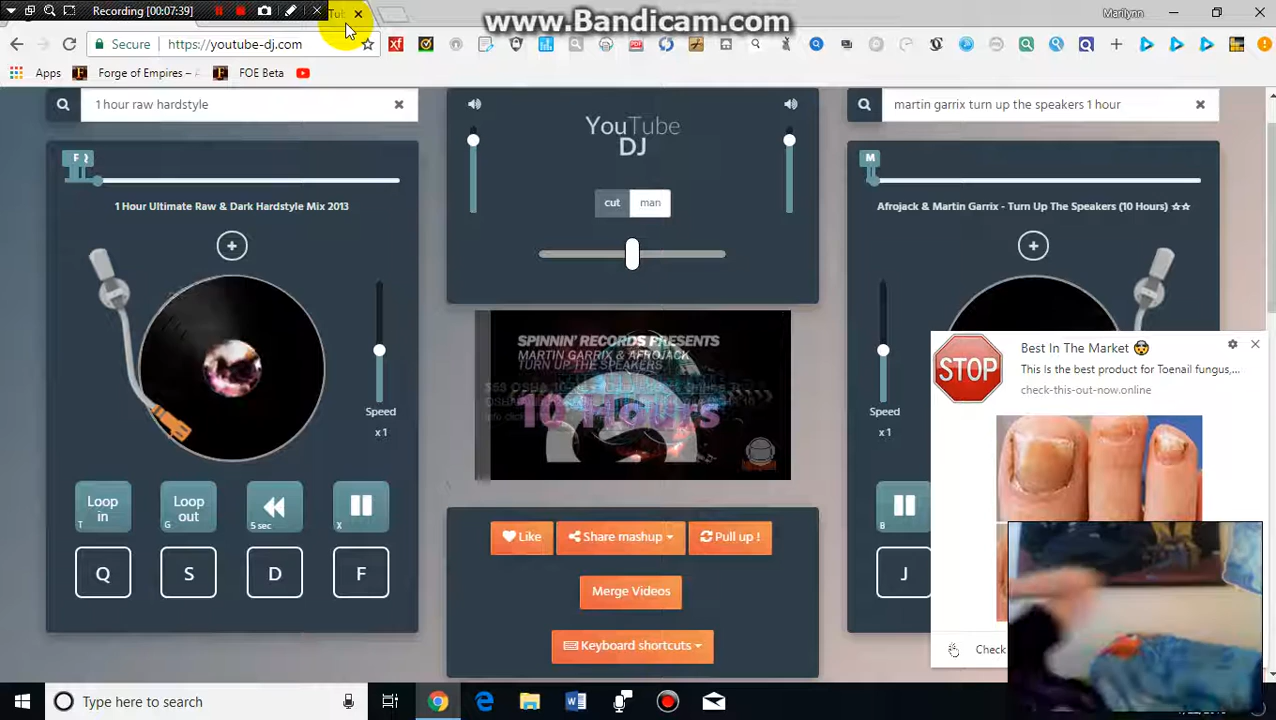 Recording [00:07:39]
www.Bandicam.com
Marilynn
Secure
https://youtube-dj.com
Apps
Forge of Empires –
FOE Beta
1 hour raw hardstyle
martin garrix turn up the speakers 1 hour
YouTube
DJ
cut
man
F
M
1 Hour Ultimate Raw & Dark Hardstyle Mix 2013
Afrojack & Martin Garrix - Turn Up The Speakers (10 Hours) ☆☆
Speed
x 1
Speed
x 1
SPINNIN' RECORDS PRESENTS
MARTIN GARRIX & AFROJACK
TURN UP THE SPEAKERS
10 Hours
STOP
Best In The Market
This Is the best product for Toenail fungus,...
check-this-out-now.online
Check
Loop in
T
Loop out
G
5 sec
X
B
Q
S
D
F
J
Like
Share mashup
Pull up !
Merge Videos
Keyboard shortcuts
Type here to search